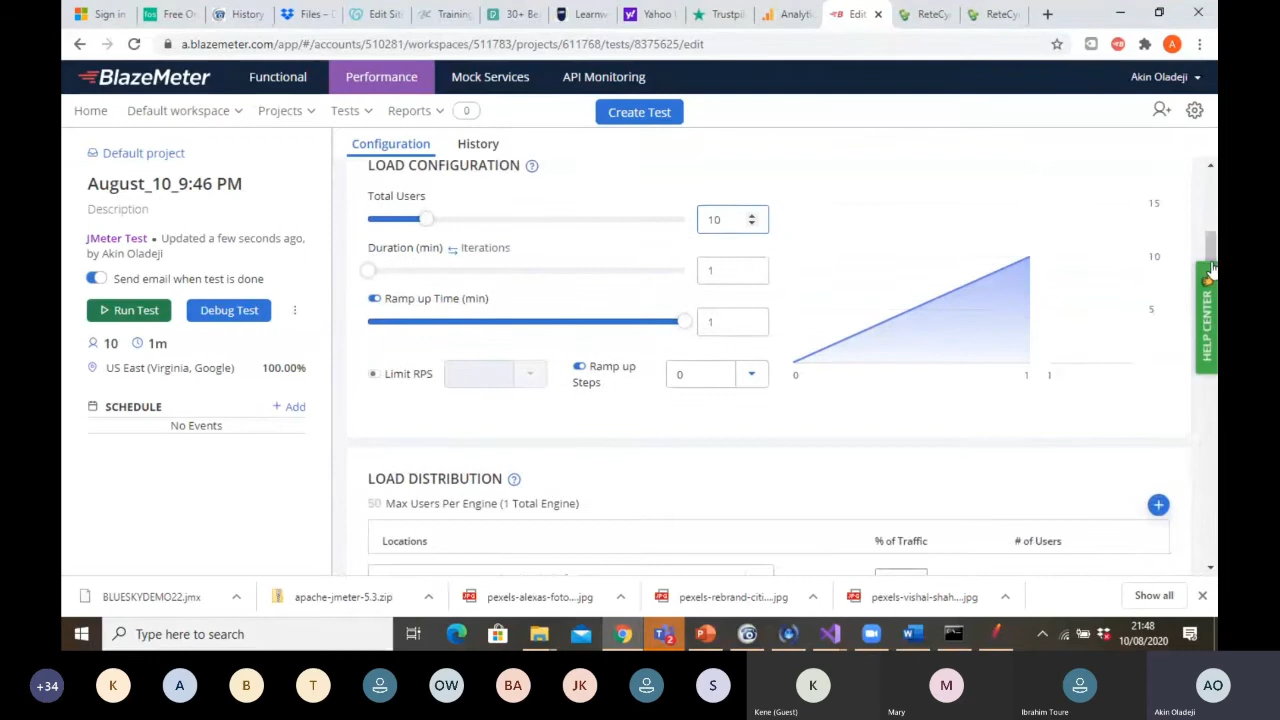 Sign in
Free O
History
Files –
Edit Sit
Training
30+ Be
Learnw
Yahoo
Trustpil
Analyti
Edit
ReteCy
ReteCy
a.blazemeter.com/app/#/accounts/510281/workspaces/511783/projects/611768/tests/8375625/edit
A
BlazeMeter
Functional
Performance
Mock Services
API Monitoring
Akin Oladeji
Home
Default workspace
Projects
Tests
Reports
0
Create Test
Default project
August_10_9:46 PM
Description
JMeter Test • Updated a few seconds ago,
by Akin Oladeji
Send email when test is done
Run Test
Debug Test
10
1m
US East (Virginia, Google)
100.00%
SCHEDULE
+ Add
No Events
Configuration
History
LOAD CONFIGURATION
Total Users
10
Duration (min)
Iterations
1
Ramp up Time (min)
1
Limit RPS
Ramp up
Steps
0
15
10
5
0
1
1
HELP CENTER
LOAD DISTRIBUTION
50 Max Users Per Engine (1 Total Engine)
Locations
% of Traffic
# of Users
BLUESKYDEMO22.jmx
apache-jmeter-5.3.zip
pexels-alexas-foto....jpg
pexels-rebrand-citi....jpg
pexels-vishal-shah....jpg
Show all
Type here to search
21:48
10/08/2020
+34
K
A
B
T
OW
BA
JK
S
K
Kene (Guest)
M
Mary
Ibrahim Toure
AO
Akin Oladeji